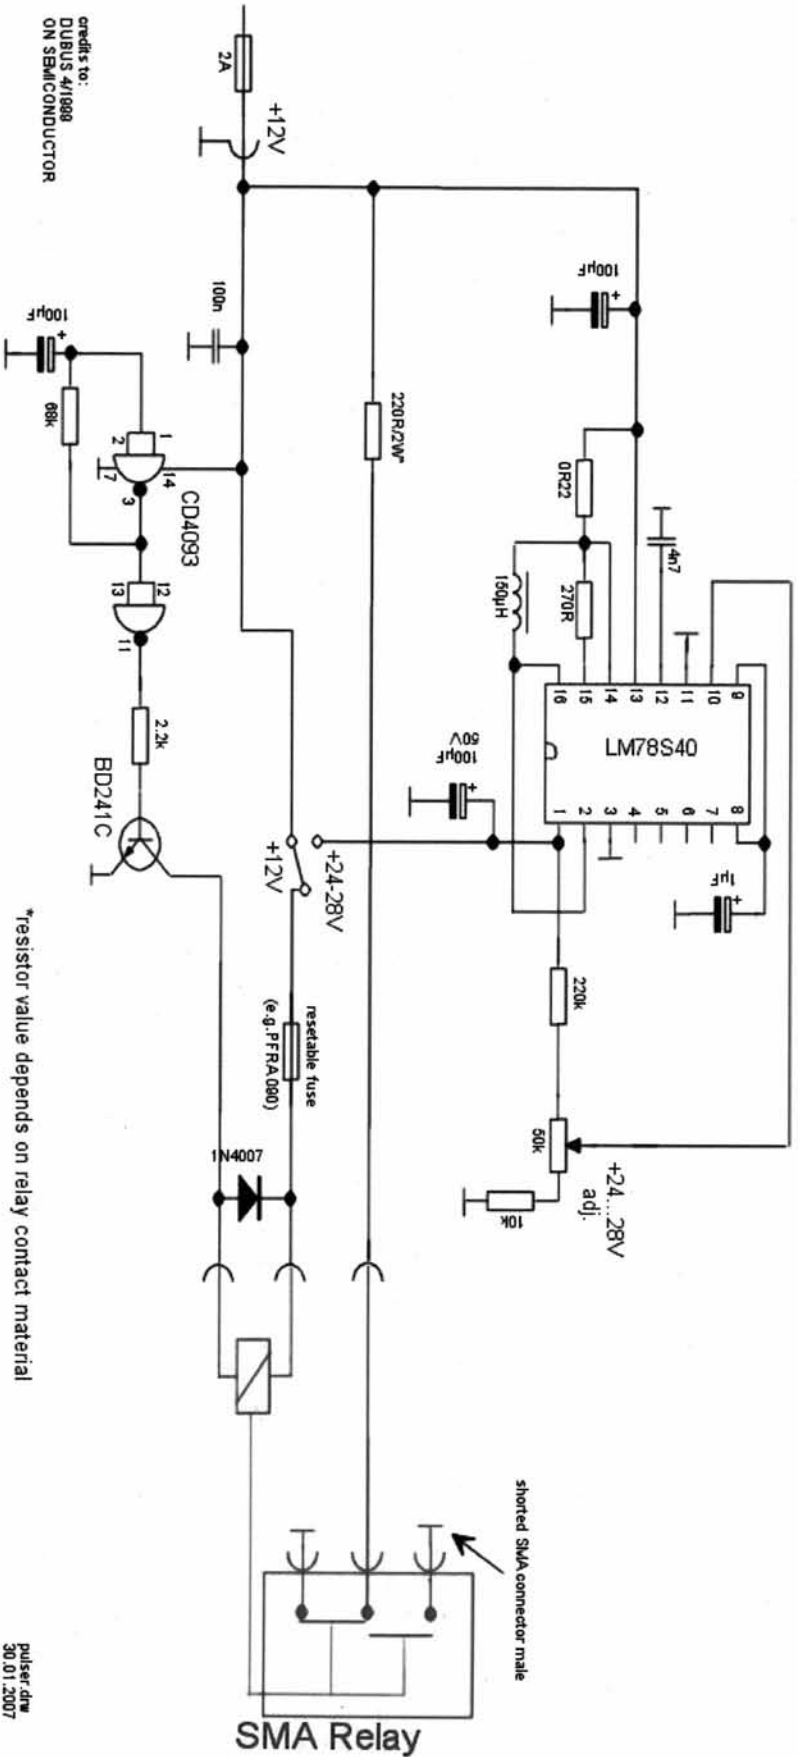 credits to:
DUBUS 4/1998
ON SEMICONDUCTOR
2A
+12V
100µF
+
100n
100µF
+
68k
1
2
14
7
3
CD4093
12
13
11
2.2k
BD241C
220R/2W*
0R22
270R
150µH
4n7
16
15
14
13
12
11
10
9
LM78S40
1
2
3
4
5
6
7
8
100µF
50V
+
1µF
+
+24-28V
+12V
220k
50k
10k
+24...28V
adj.
resetable fuse
(e.g.PFRA090)
1N4007
shorted SMA connector male
SMA Relay
*resistor value depends on relay contact material
pulser.drw
30.01.2007